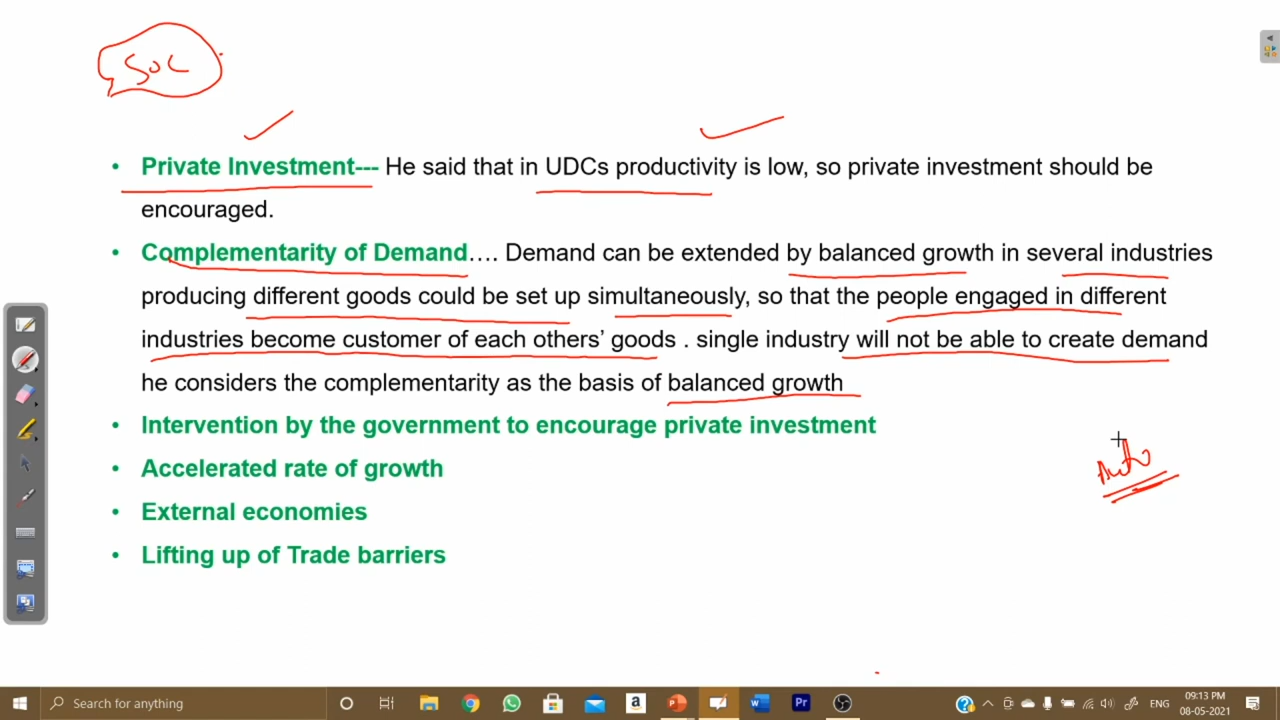 SOC
• Private Investment--- He said that in UDCs productivity is low, so private investment should be
encouraged.
• Complementarity of Demand…. Demand can be extended by balanced growth in several industries
producing different goods could be set up simultaneously, so that the people engaged in different
industries become customer of each others’ goods . single industry will not be able to create demand
he considers the complementarity as the basis of balanced growth
• Intervention by the government to encourage private investment
Auto
• Accelerated rate of growth
• External economies
• Lifting up of Trade barriers
Search for anything
a
W
Pr
ENG
09:13 PM
08-05-2021